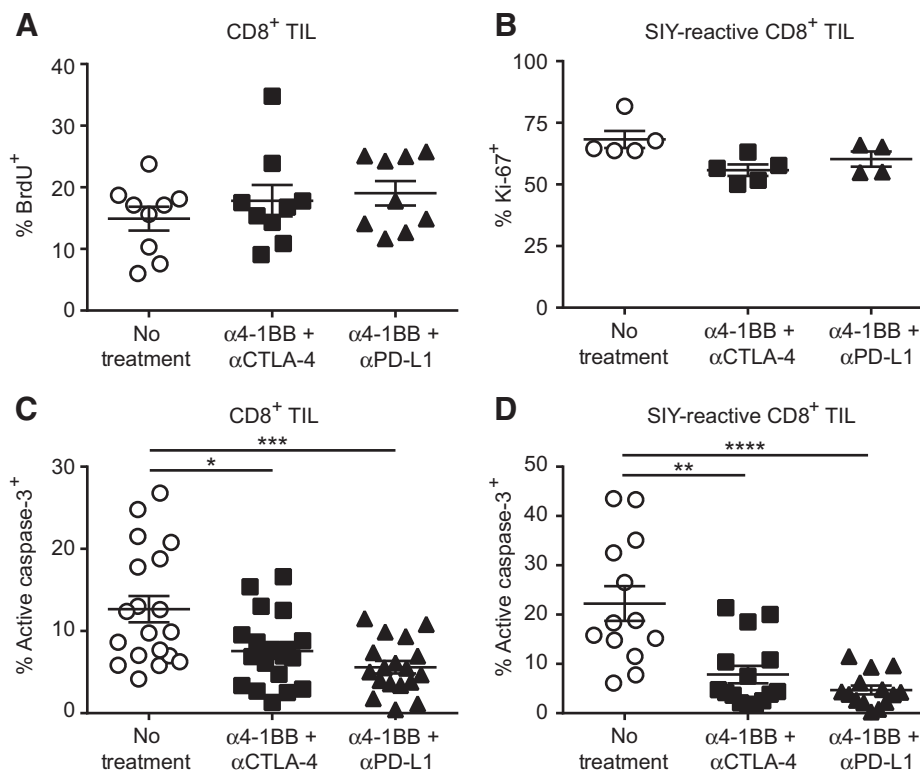 A
CD8+ TIL
% BrdU+
40
30
20
10
0
No treatment
α4-1BB + αCTLA-4
α4-1BB + αPD-L1
B
SIY-reactive CD8+ TIL
% Ki-67+
100
75
50
25
0
No treatment
α4-1BB + αCTLA-4
α4-1BB + αPD-L1
C
CD8+ TIL
% Active caspase-3+
30
20
10
0
***
*
No treatment
α4-1BB + αCTLA-4
α4-1BB + αPD-L1
D
SIY-reactive CD8+ TIL
% Active caspase-3+
50
40
30
20
10
0
****
**
No treatment
α4-1BB + αCTLA-4
α4-1BB + αPD-L1